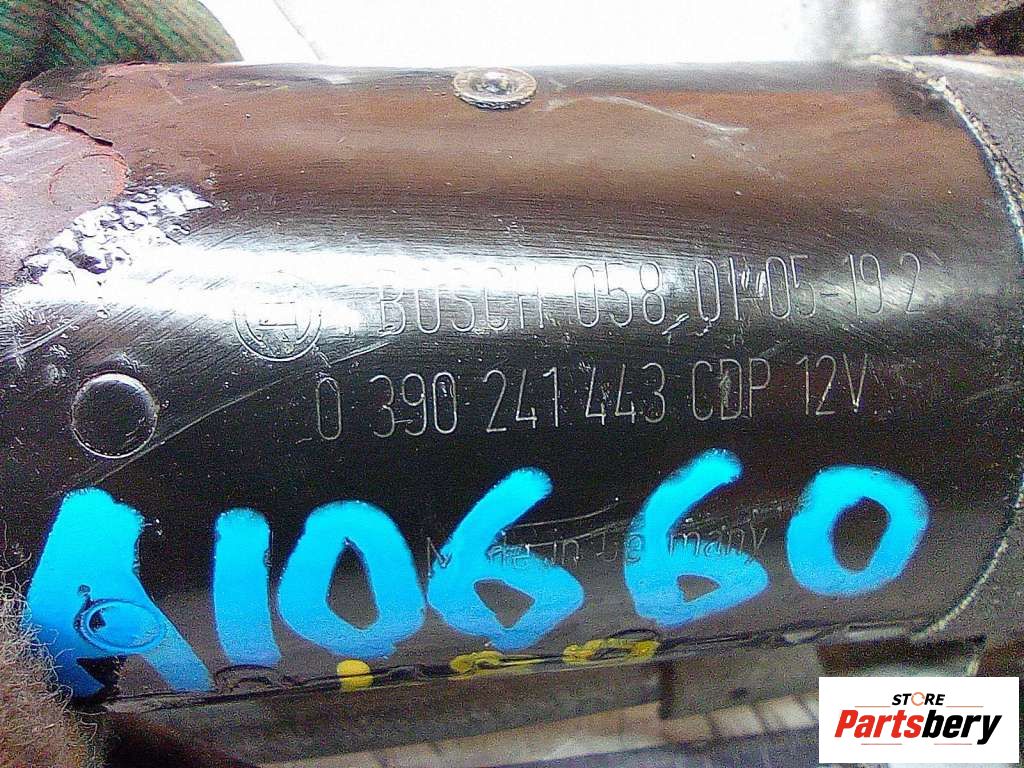 BOSCH 058 01-05-19 2
0 390 241 443 CDP 12V
A10660
Made in Germany
STORE
Partsbery